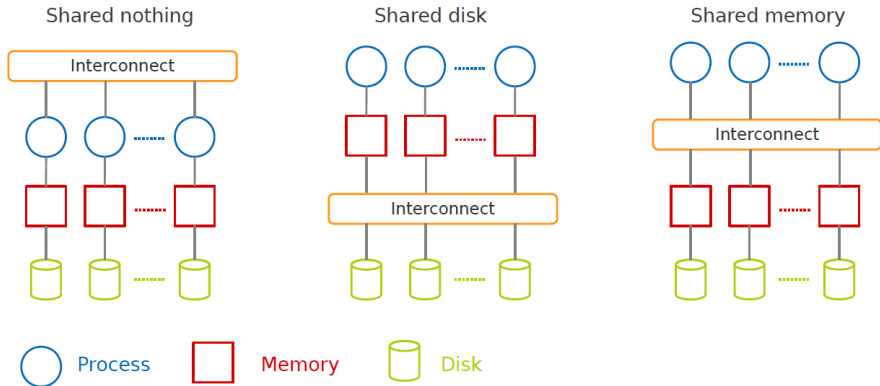 Shared nothing
Shared disk
Shared memory
Interconnect
Interconnect
Interconnect
Process
Memory
Disk